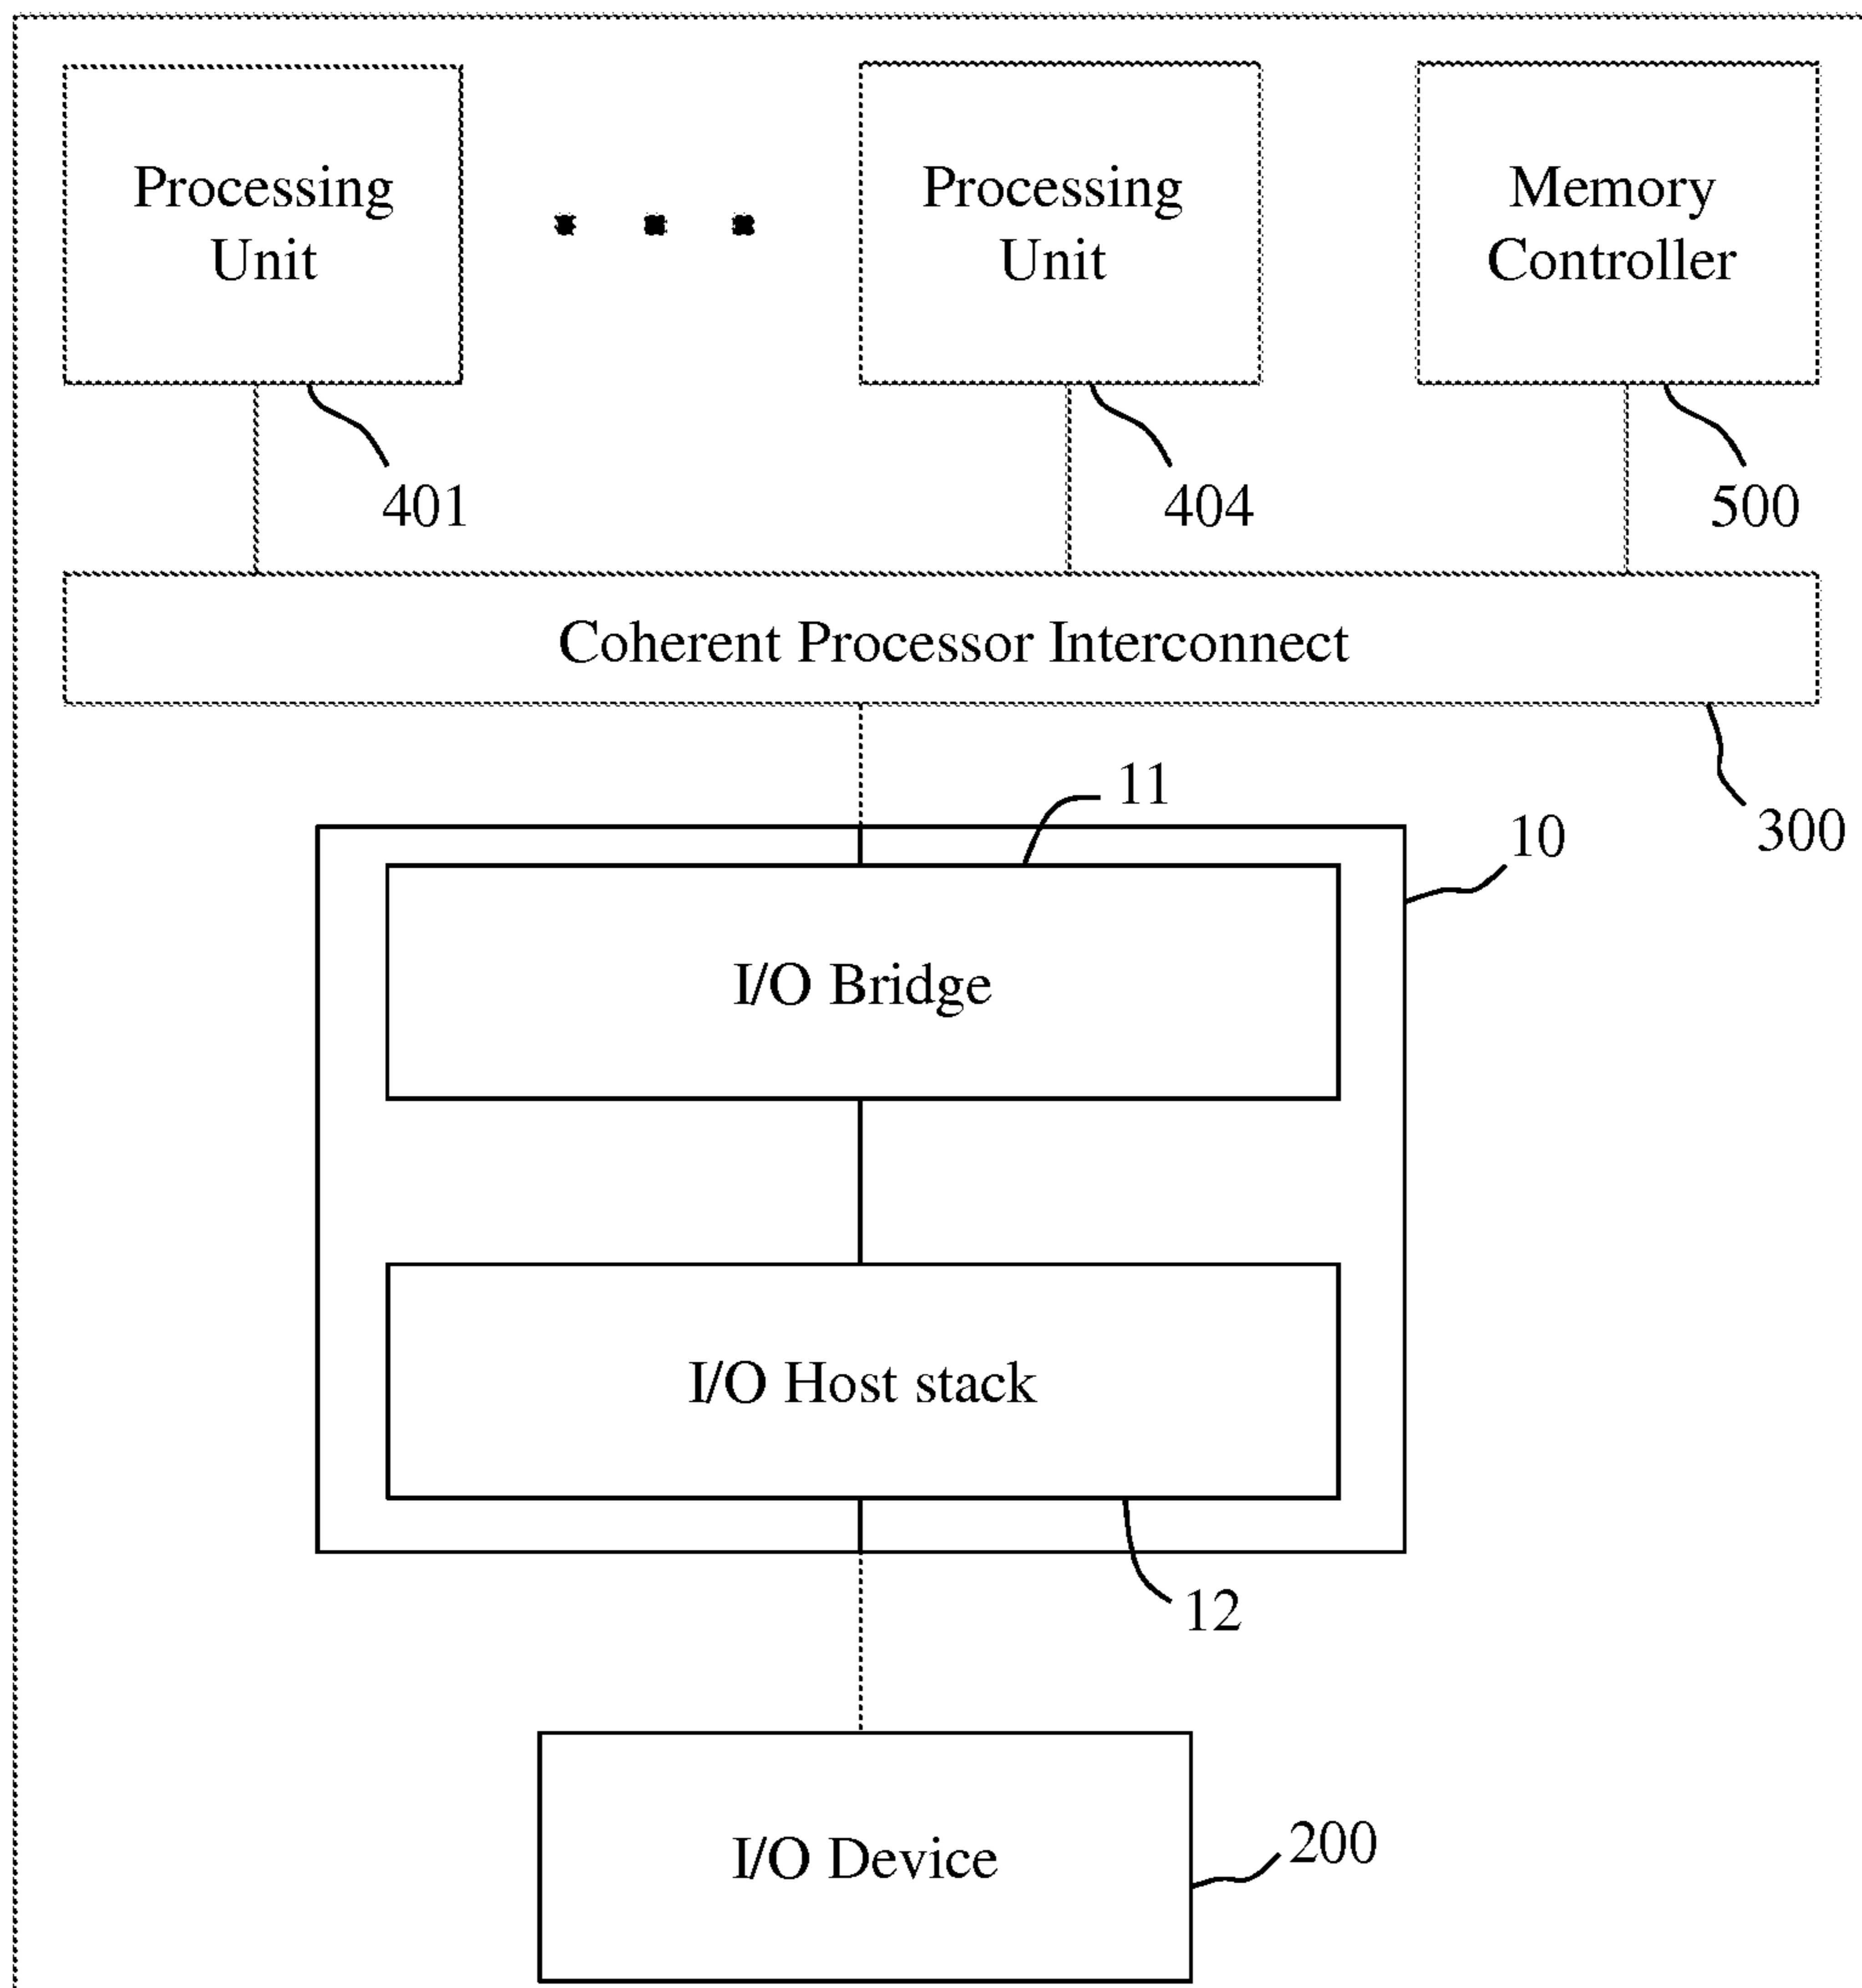 Processing
Unit
Processing
Unit
Memory
Controller
401
404
500
Coherent Processor Interconnect
11
10
300
I/O Bridge
I/O Host stack
12
I/O Device
200